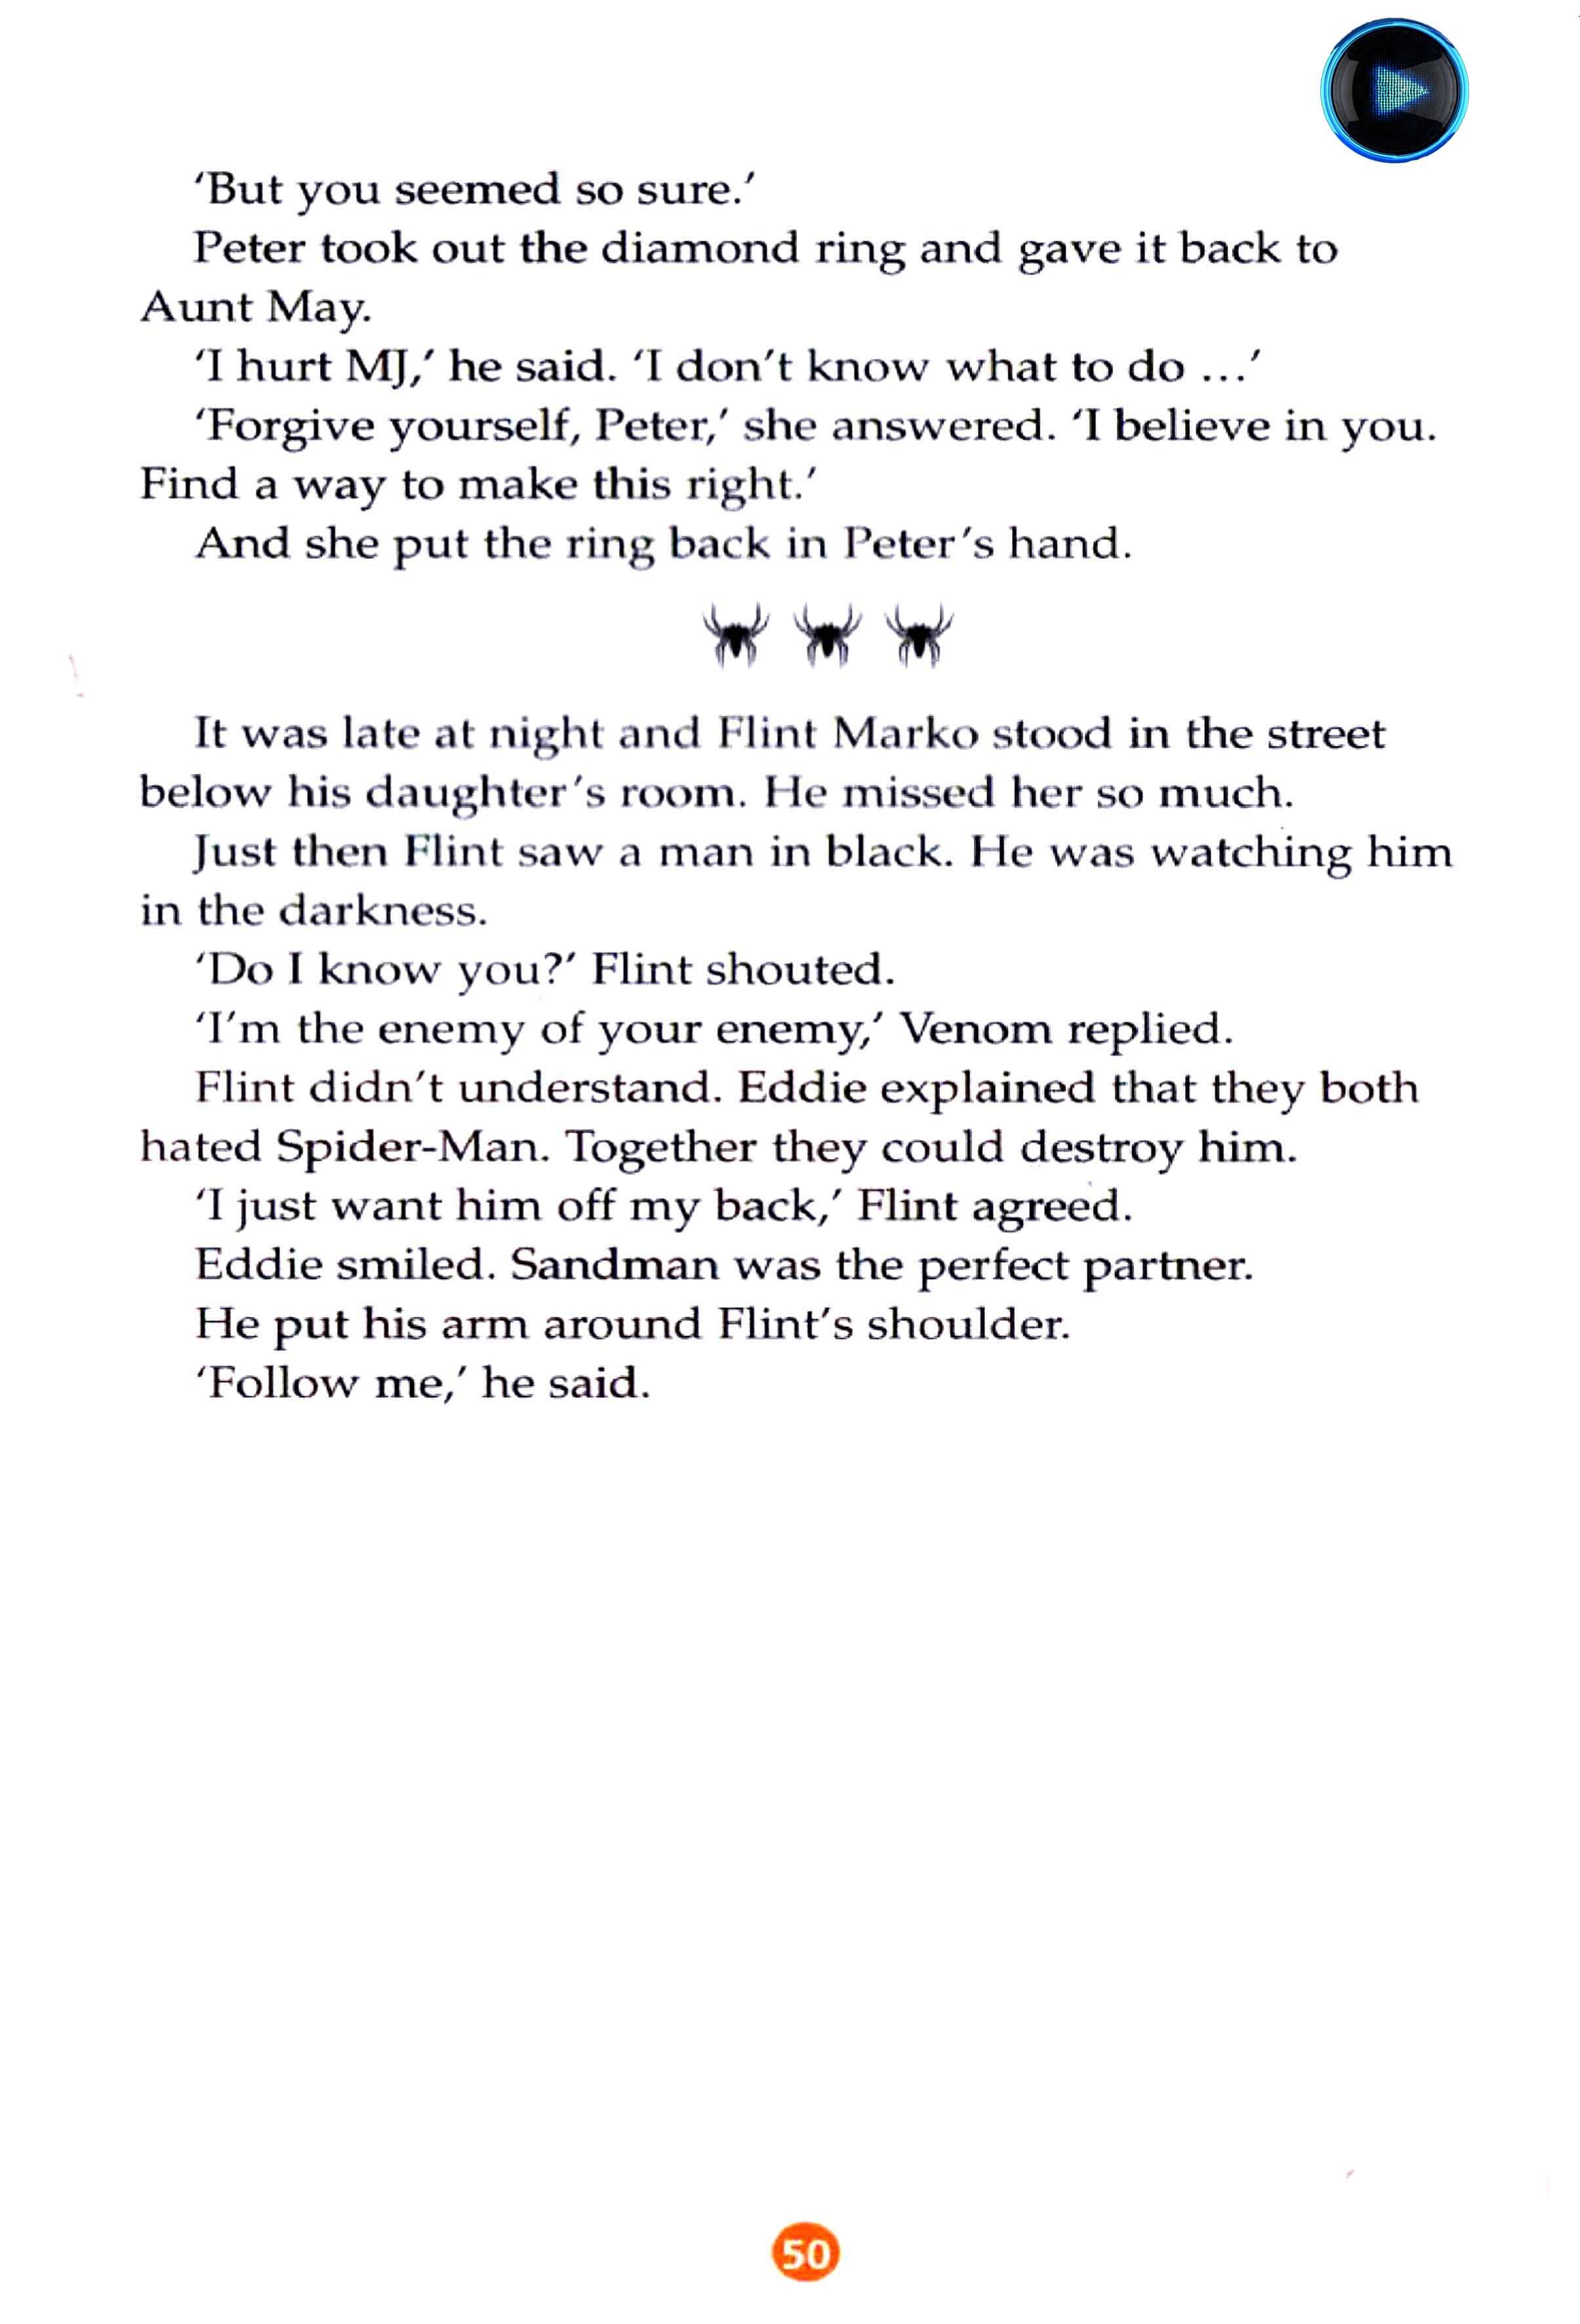 ‘But you seemed so sure.’
Peter took out the diamond ring and gave it back to
Aunt May.
‘I hurt MJ,’ he said. ‘I don’t know what to do ...’
‘Forgive yourself, Peter,’ she answered. ‘I believe in you.
Find a way to make this right.’
And she put the ring back in Peter’s hand.
It was late at night and Flint Marko stood in the street
below his daughter’s room. He missed her so much.
Just then Flint saw a man in black. He was watching him
in the darkness.
‘Do I know you?’ Flint shouted.
‘I’m the enemy of your enemy,’ Venom replied.
Flint didn’t understand. Eddie explained that they both
hated Spider-Man. Together they could destroy him.
‘I just want him off my back,’ Flint agreed.
Eddie smiled. Sandman was the perfect partner.
He put his arm around Flint’s shoulder.
‘Follow me,’ he said.
50